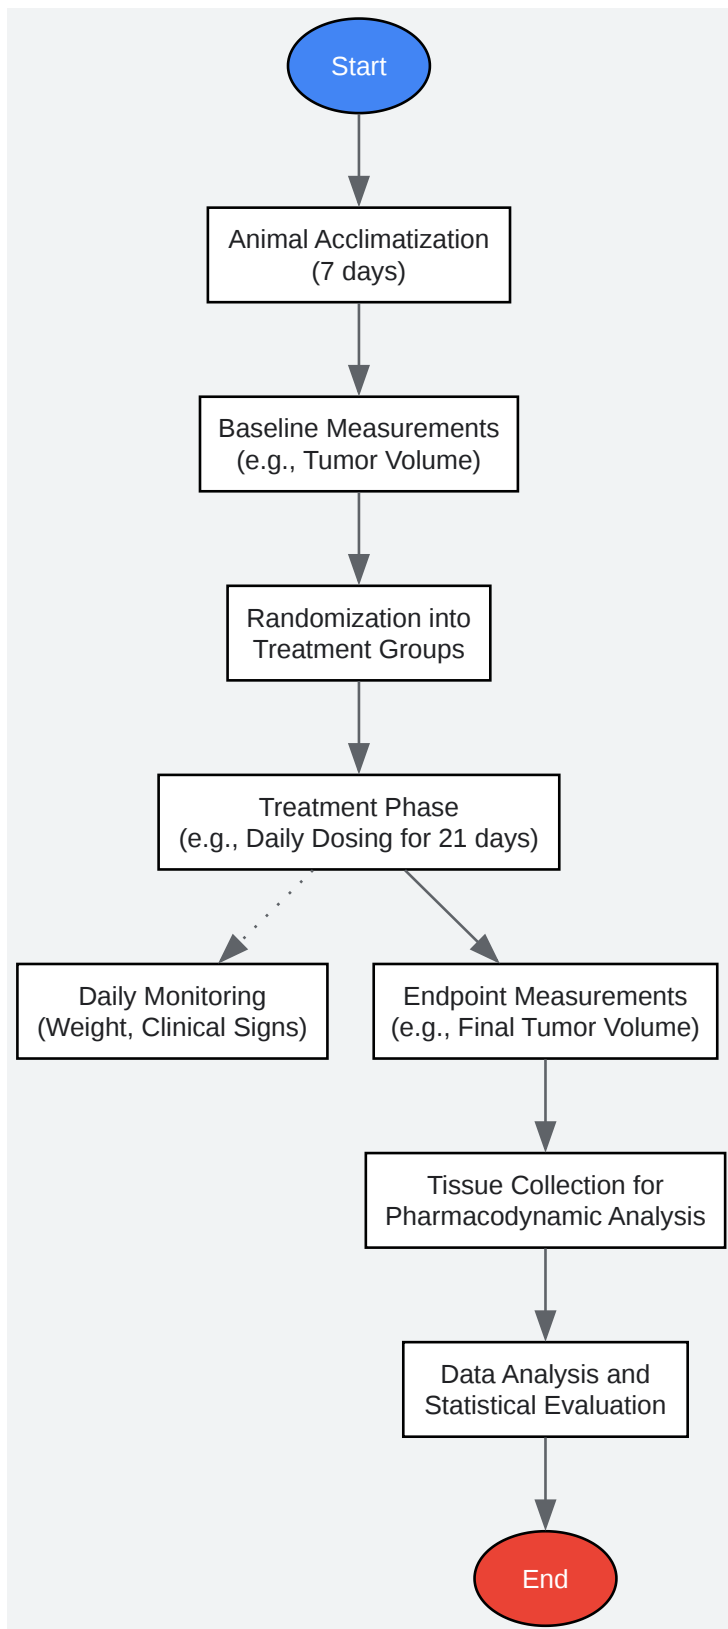 Start
Animal Acclimatization
(7 days)
Baseline Measurements
(e.g., Tumor Volume)
Randomization into
Treatment Groups
Treatment Phase
(e.g., Daily Dosing for 21 days)
Daily Monitoring
(Weight, Clinical Signs)
Endpoint Measurements
(e.g., Final Tumor Volume)
Tissue Collection for
Pharmacodynamic Analysis
Data Analysis and
Statistical Evaluation
End